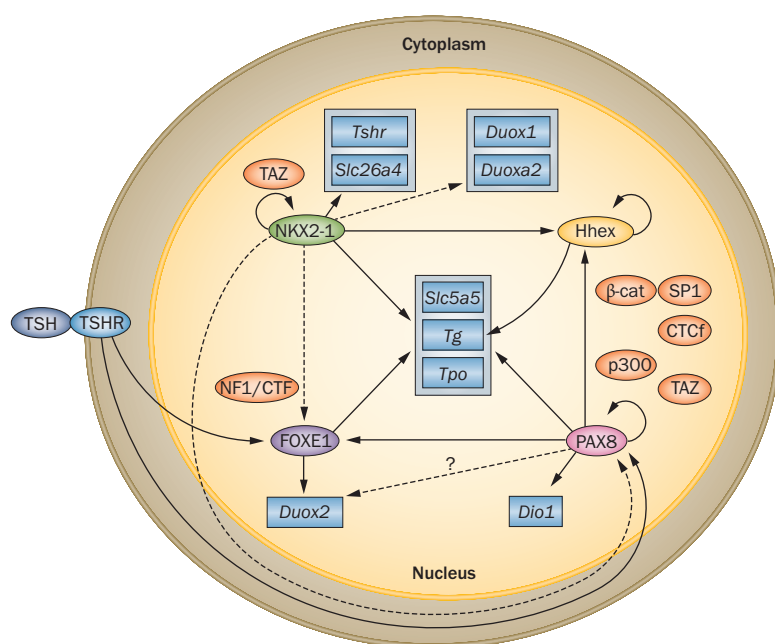 Cytoplasm
Tshr
Slc26a4
Duox1
Duoxa2
TAZ
NKX2-1
Hhex
Slc5a5
Tg
Tpo
β-cat
SP1
CTCf
p300
TAZ
TSH
TSHR
NF1/CTF
FOXE1
PAX8
?
Duox2
Dio1
Nucleus